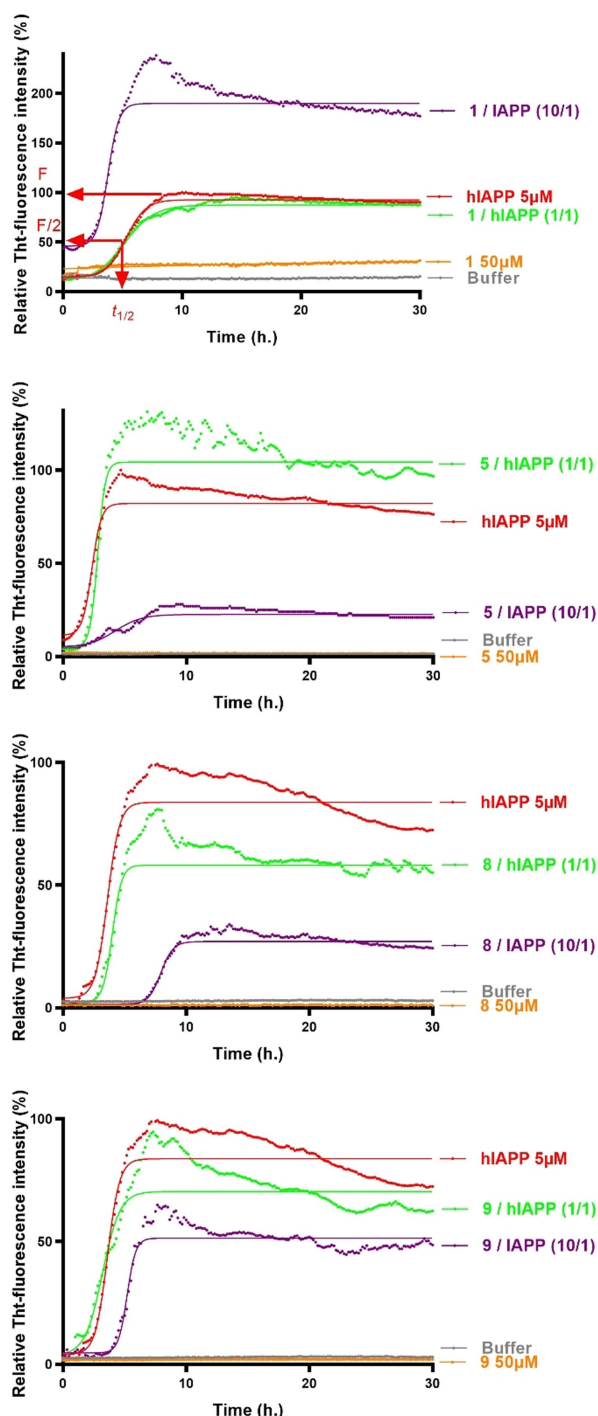 Relative Tht-fluorescence intensity (%)
200
150
100
50
0
F
F/2
t1/2
0
10
20
30
Time (h.)
1 / IAPP (10/1)
hIAPP 5µM
1 / hIAPP (1/1)
1 50µM
Buffer
Relative Tht-fluorescence intensity (%)
100
50
0
0
10
20
30
Time (h.)
5 / hIAPP (1/1)
hIAPP 5µM
5 / IAPP (10/1)
Buffer
5 50µM
Relative Tht-fluorescence intensity (%)
100
50
0
0
10
20
30
Time (h.)
hIAPP 5µM
8 / hIAPP (1/1)
8 / IAPP (10/1)
Buffer
8 50µM
Relative Tht-fluorescence intensity (%)
100
50
0
0
10
20
30
Time (h.)
hIAPP 5µM
9 / hIAPP (1/1)
9 / IAPP (10/1)
Buffer
9 50µM